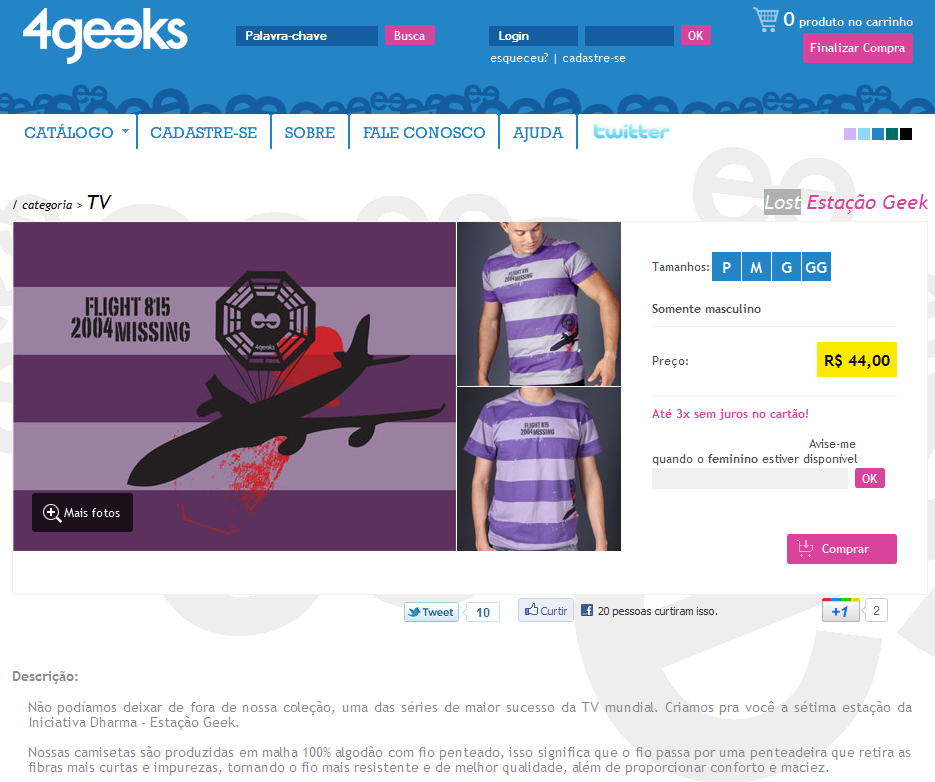 4geeks
Palavra-chave
Busca
Login
OK
esqueceu? | cadastre-se
0 produto no carrinho
Finalizar Compra
CATÁLOGO
CADASTRE-SE
SOBRE
FALE CONOSCO
AJUDA
twitter
/ categoria > TV
Lost Estação Geek
FLIGHT 815
2004 MISSING
4geeks
Mais fotos
FLIGHT 815
2004 MISSING
FLIGHT 815
2004 MISSING
Tamanhos: P M G GG
Somente masculino
Preço: R$ 44,00
Até 3x sem juros no cartão!
Avise-me
quando o feminino estiver disponível
OK
Comprar
Tweet 10
Curtir 20 pessoas curtiram isso.
+1 2
Descrição:
Não podíamos deixar de fora de nossa coleção, uma das séries de maior sucesso da TV mundial. Criamos pra você a sétima estação da
Iniciativa Dharma - Estação Geek.
Nossas camisetas são produzidas em malha 100% algodão com fio penteado, isso significa que o fio passa por uma penteadeira que retira as
fibras mais curtas e impurezas, tornando o fio mais resistente e de melhor qualidade, além de proporcionar conforto e maciez.